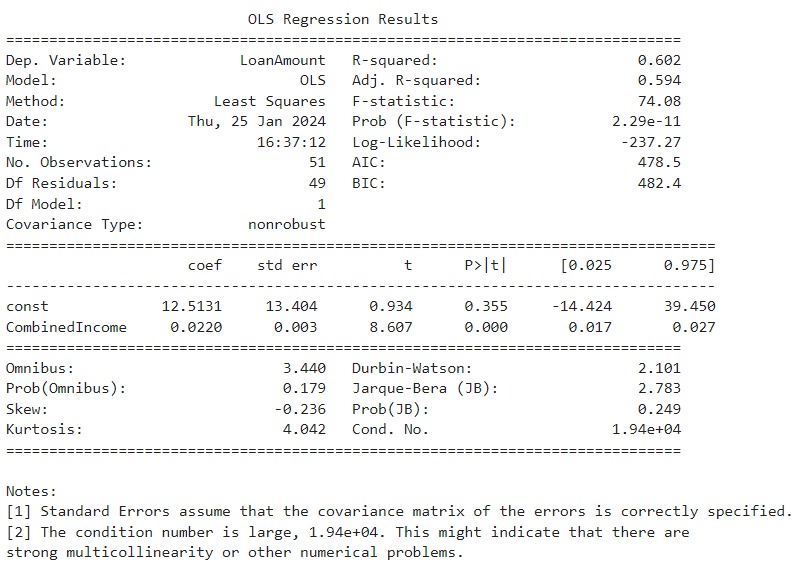 OLS Regression Results
==============================================================================
Dep. Variable: LoanAmount R-squared: 0.602
Model: OLS Adj. R-squared: 0.594
Method: Least Squares F-statistic: 74.08
Date: Thu, 25 Jan 2024 Prob (F-statistic): 2.29e-11
Time: 16:37:12 Log-Likelihood: -237.27
No. Observations: 51 AIC: 478.5
Df Residuals: 49 BIC: 482.4
Df Model: 1
Covariance Type: nonrobust
==================================================================================
coef std err t P>|t| [0.025 0.975]
----------------------------------------------------------------------------------
const 12.5131 13.404 0.934 0.355 -14.424 39.450
CombinedIncome 0.0220 0.003 8.607 0.000 0.017 0.027
==============================================================================
Omnibus: 3.440 Durbin-Watson: 2.101
Prob(Omnibus): 0.179 Jarque-Bera (JB): 2.783
Skew: -0.236 Prob(JB): 0.249
Kurtosis: 4.042 Cond. No. 1.94e+04
==============================================================================
Notes:
[1] Standard Errors assume that the covariance matrix of the errors is correctly specified.
[2] The condition number is large, 1.94e+04. This might indicate that there are
strong multicollinearity or other numerical problems.